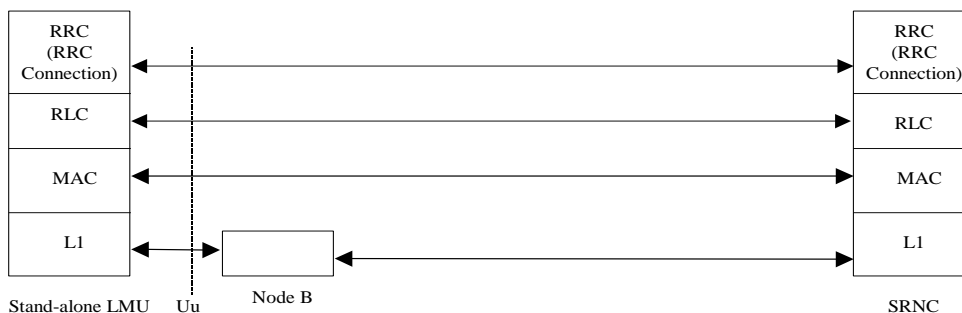 RRC
(RRC
Connection)
RLC
MAC
L1
RRC
(RRC
Connection)
RLC
MAC
L1
Stand-alone LMU
Uu
Node B
SRNC